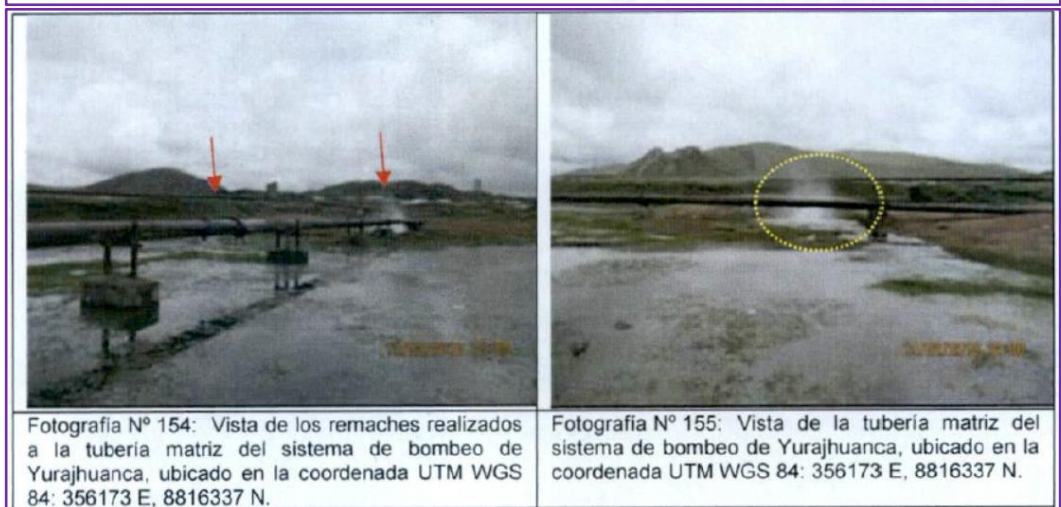 Fotografía Nº 154: Vista de los remaches realizados
a la tubería matriz del sistema de bombeo de
Yurajhuanca, ubicado en la coordenada UTM WGS
84: 356173 E, 8816337 N.
Fotografía Nº 155: Vista de la tubería matriz del
sistema de bombeo de Yurajhuanca, ubicado en la
coordenada UTM WGS 84: 356173 E, 8816337 N.